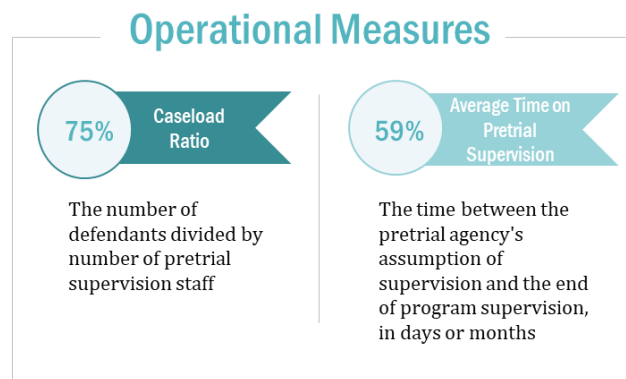 Operational Measures
75%
Caseload
Ratio
The number of
defendants divided by
number of pretrial
supervision staff
59%
Average Time on
Pretrial
Supervision
The time between the
pretrial agency's
assumption of
supervision and the end
of program supervision,
in days or months